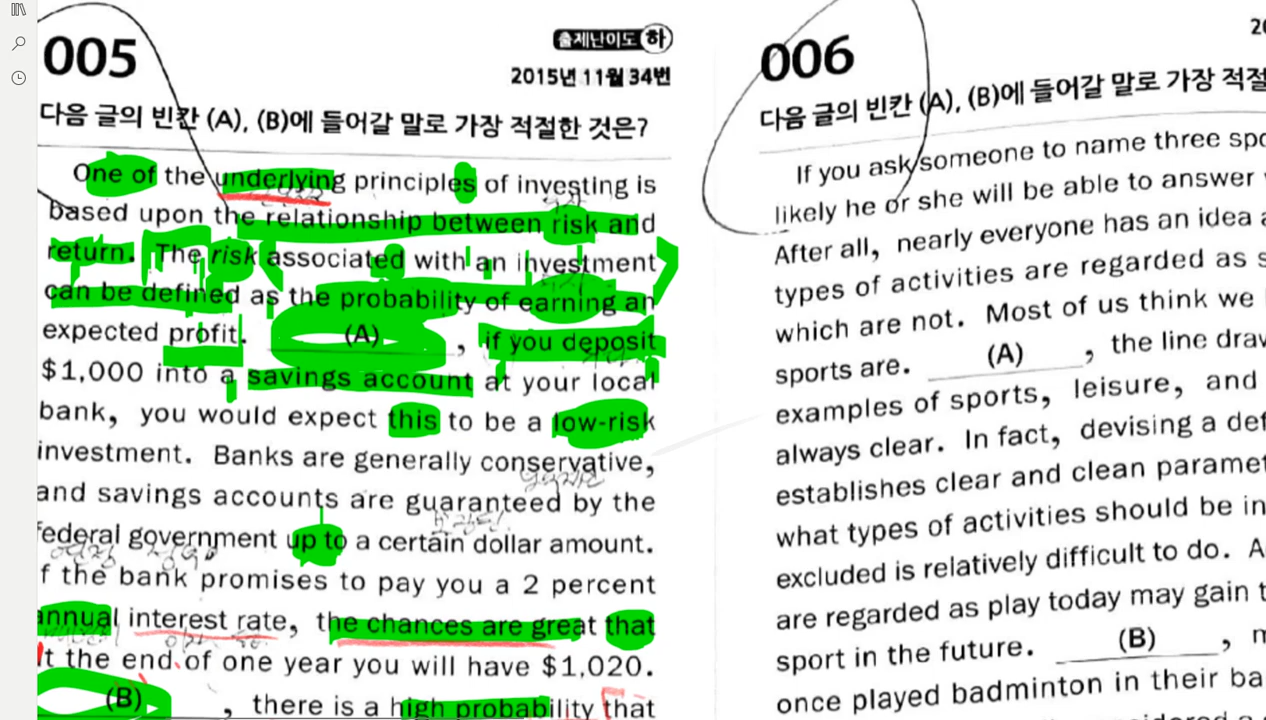 005
출제난이도 하
2015년 11월 34번
다음 글의 빈칸 (A), (B)에 들어갈 말로 가장 적절한 것은?
One of the underlying principles of investing is
based upon the relationship between risk and
return. The risk associated with an investment
can be defined as the probability of earning an
expected profit. (A) , if you deposit
$1,000 into a savings account at your local
bank, you would expect this to be a low-risk
investment. Banks are generally conservative,
and savings accounts are guaranteed by the
federal government up to a certain dollar amount.
f the bank promises to pay you a 2 percent
annual interest rate, the chances are great that
t the end of one year you will have $1,020.
(B) , there is a high probability that
006
20
다음 글의 빈칸 (A), (B)에 들어갈 말로 가장 적절
If you ask someone to name three spo
likely he or she will be able to answer
After all, nearly everyone has an idea a
types of activities are regarded as s
which are not. Most of us think we
sports are. (A) , the line draw
examples of sports, leisure, and
always clear. In fact, devising a def
establishes clear and clean paramet
what types of activities should be in
excluded is relatively difficult to do. A
are regarded as play today may gain t
sport in the future. (B) , m
once played badminton in their ba